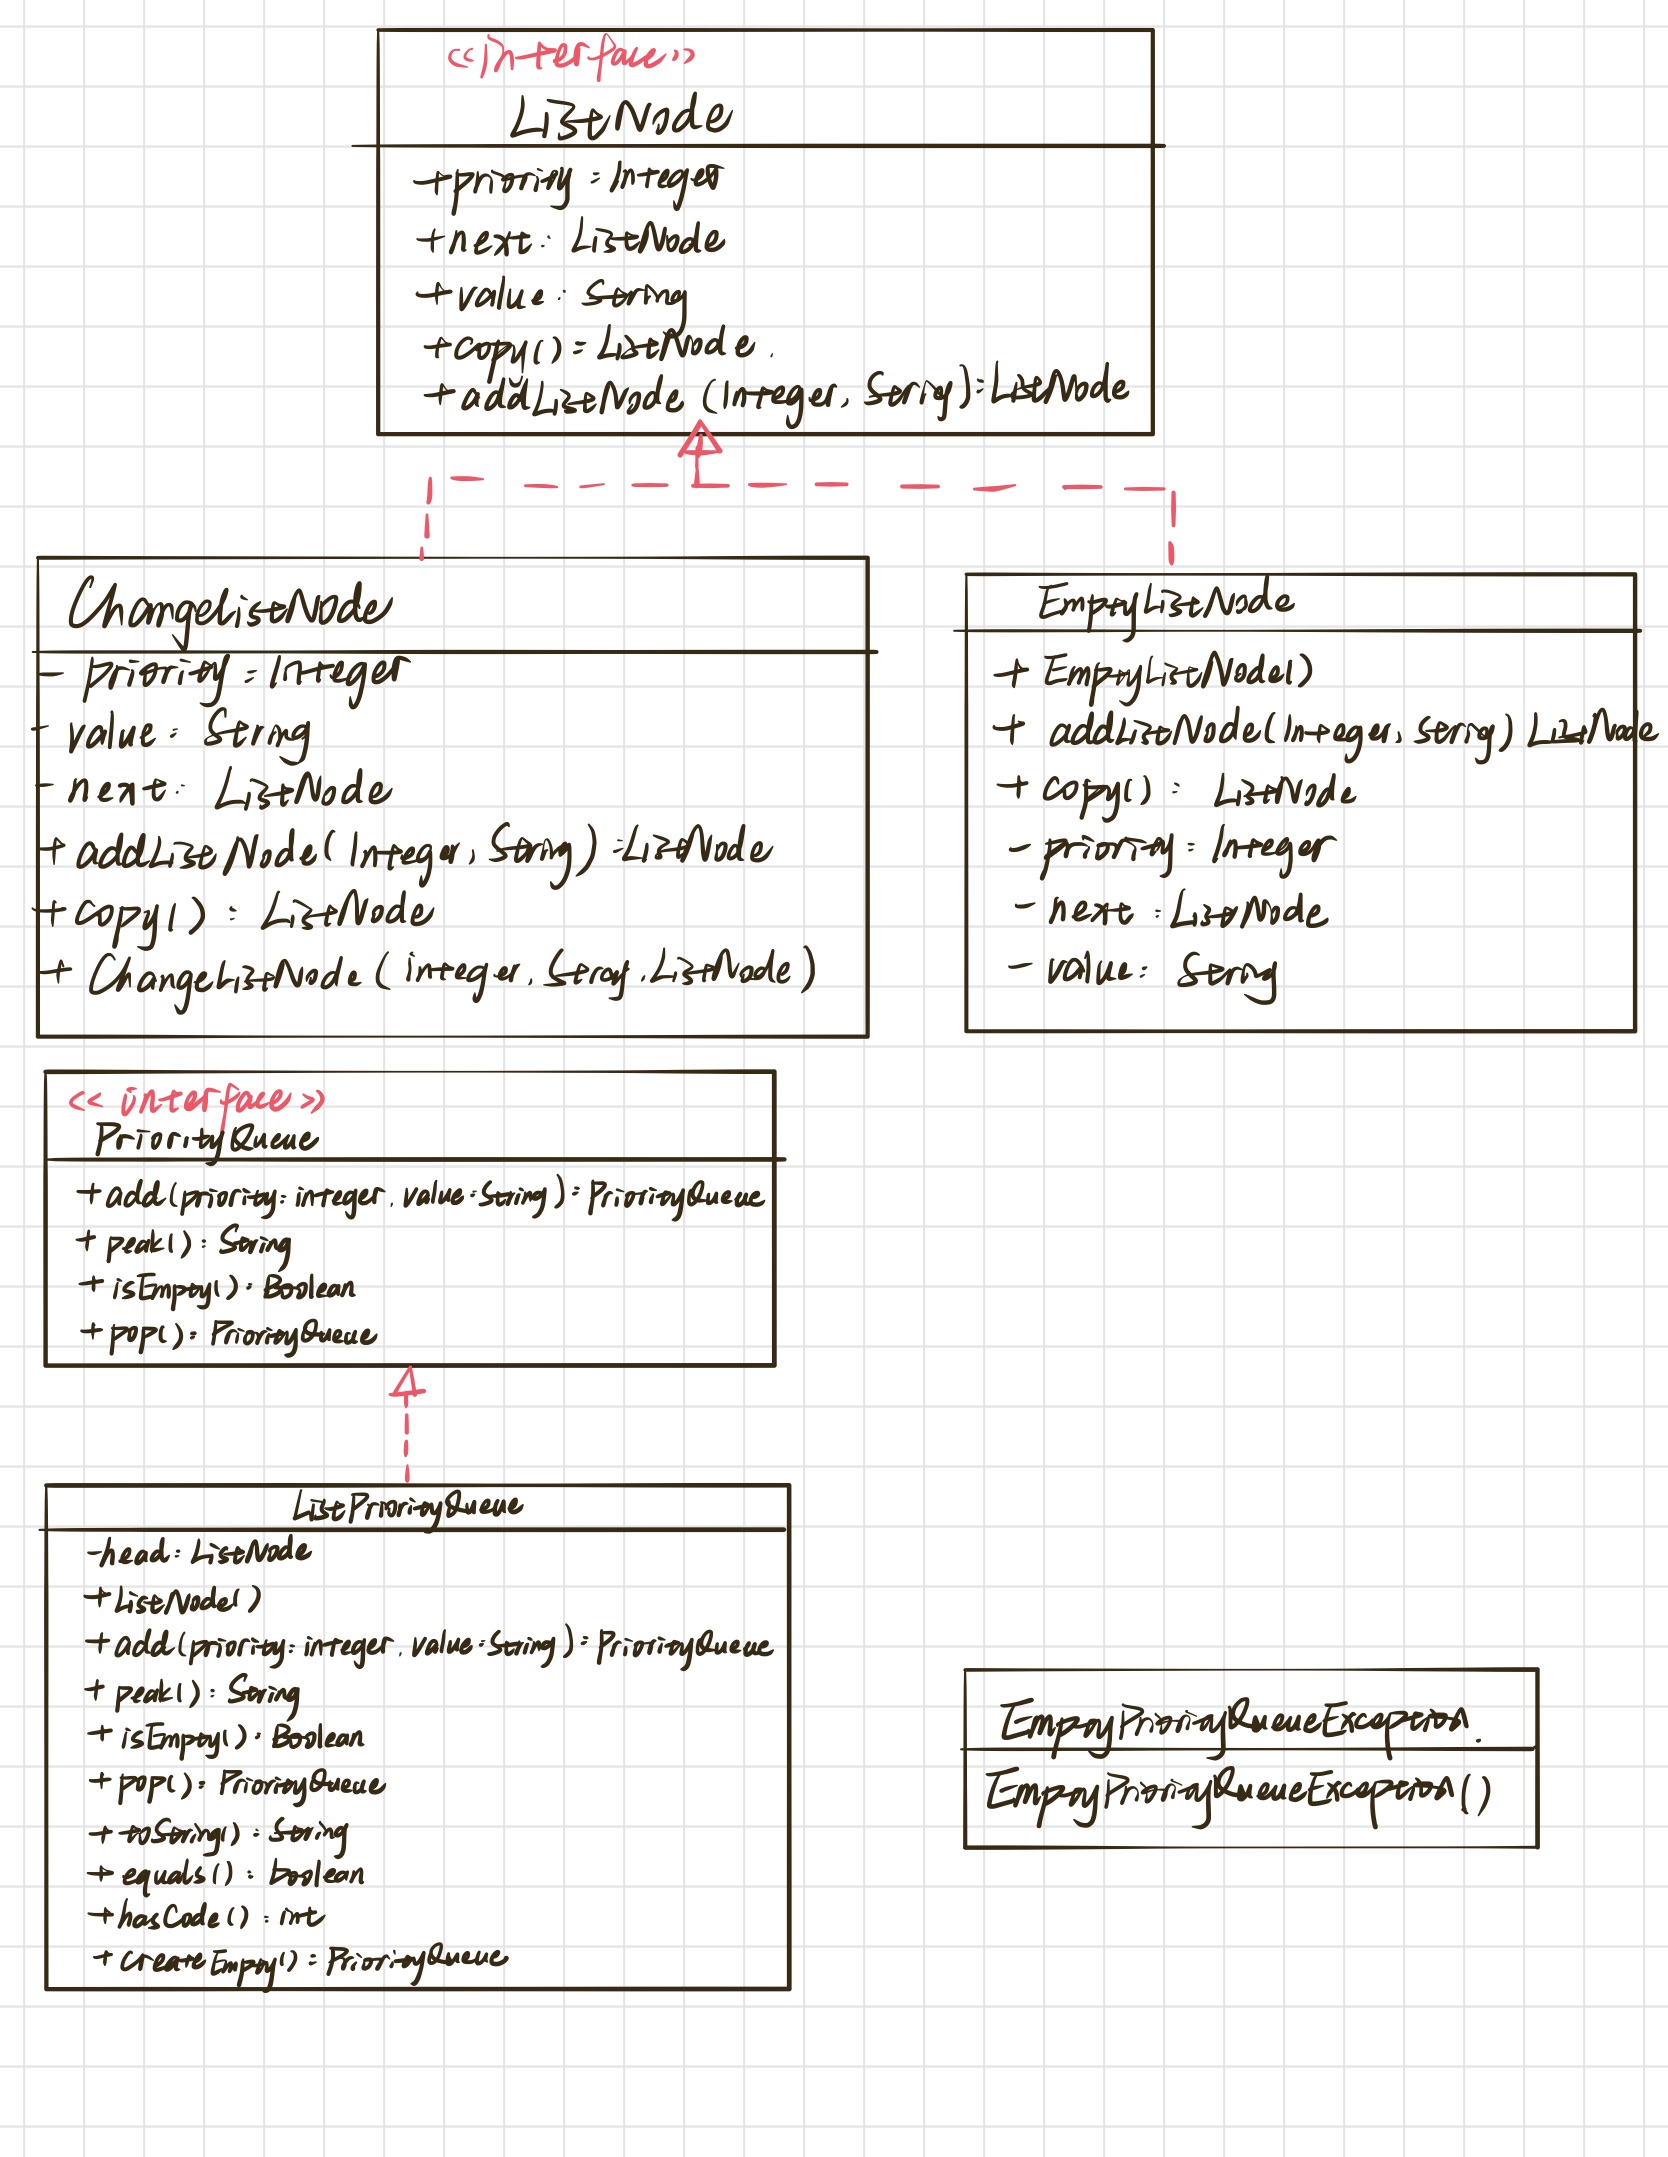 <<interface>>
ListNode
+priority : Integer
+next : ListNode
+value : String
+copy() : ListNode.
+addListNode (Integer, String) : ListNode
ChangeListNode
- priority : Integer
- value : String
- next : ListNode
+ addListNode(Integer, String) : ListNode
+ copy() : ListNode
+ ChangeListNode (integer, String, ListNode)
EmptyListNode
+ EmptyListNode()
+ addListNode(Integer, String) ListNode
+ copy() : ListNode
- priority : Integer
- next : ListNode
- value : String
<< interface >>
PriorityQueue
+ add(priority: integer, value: String) : PriorityQueue
+ peak() : String
+ isEmpty() : Boolean
+ pop() : PriorityQueue
ListPriorityQueue
-head : ListNode
+ListNode()
+ add(priority: integer, value: String) : PriorityQueue
+ peak() : String
+ isEmpty() : Boolean
+ pop() : PriorityQueue
+ toString() : String
+ equals() : boolean
+hasCode() : int
+ createEmpty() : PriorityQueue
EmptyPriorityQueueException.
EmptyPriorityQueueException()